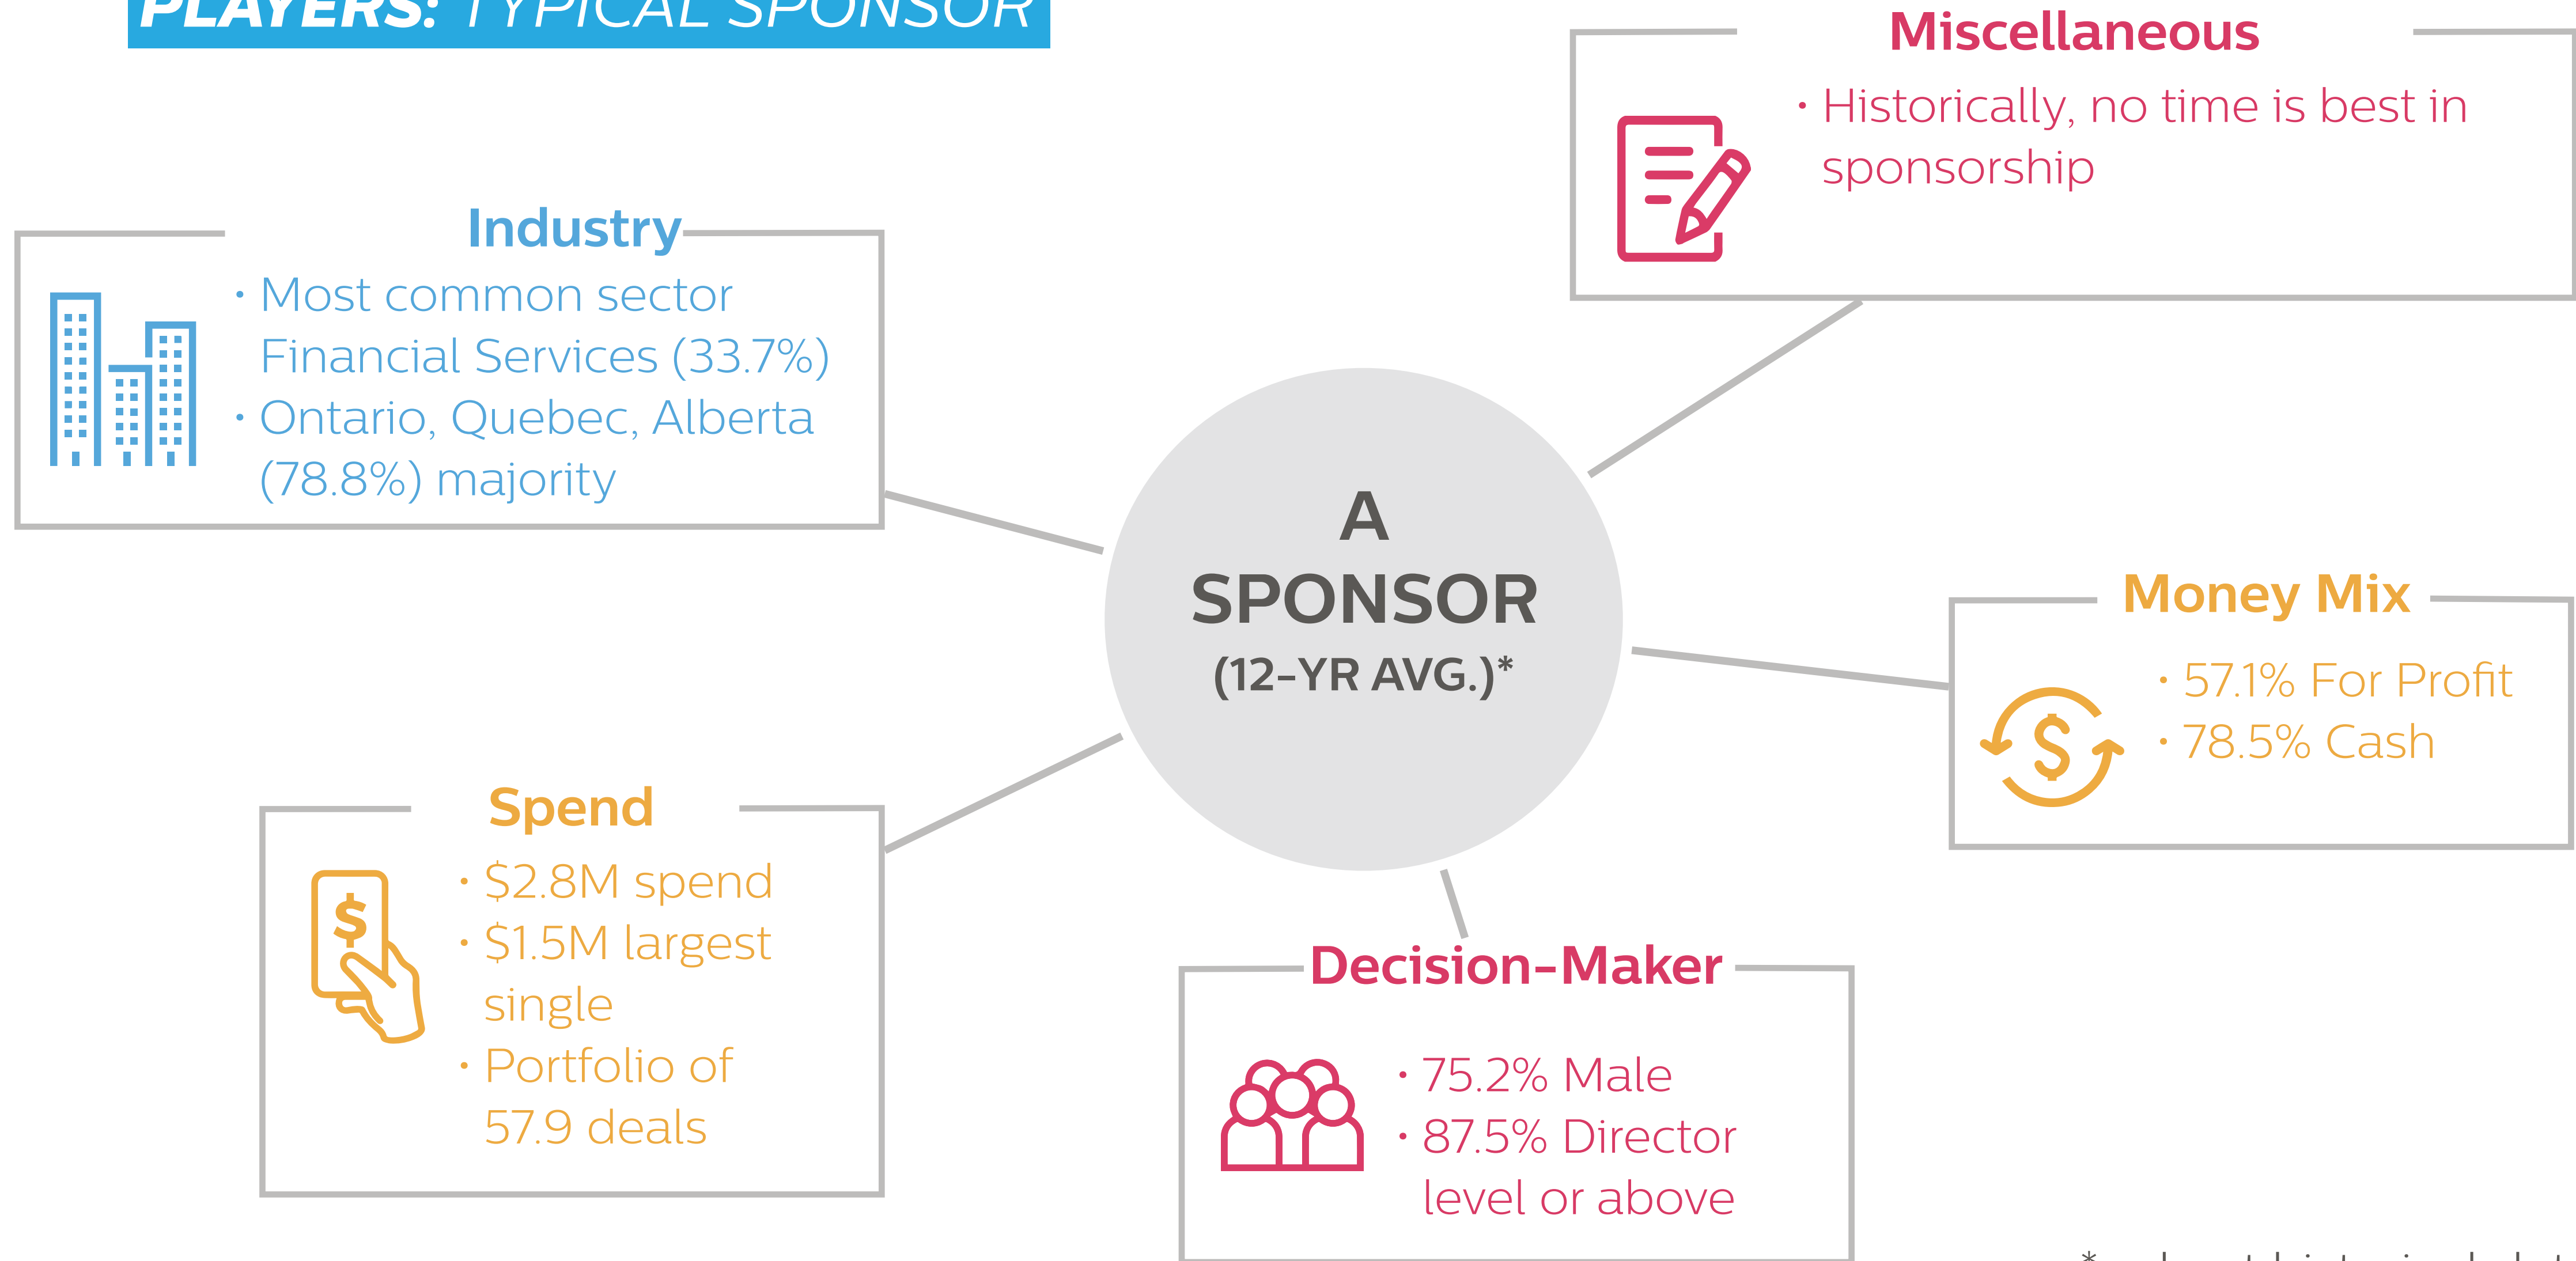 PLAYERS: TYPICAL SPONSOR
Miscellaneous
• Historically, no time is best in
sponsorship
Industry
• Most common sector
Financial Services (33.7%)
• Ontario, Quebec, Alberta
(78.8%) majority
A
SPONSOR
(12-YR AVG.)*
Money Mix
• 57.1% For Profit
• 78.5% Cash
Spend
• $2.8M spend
• $1.5M largest
single
• Portfolio of
57.9 deals
Decision-Maker
• 75.2% Male
• 87.5% Director
level or above